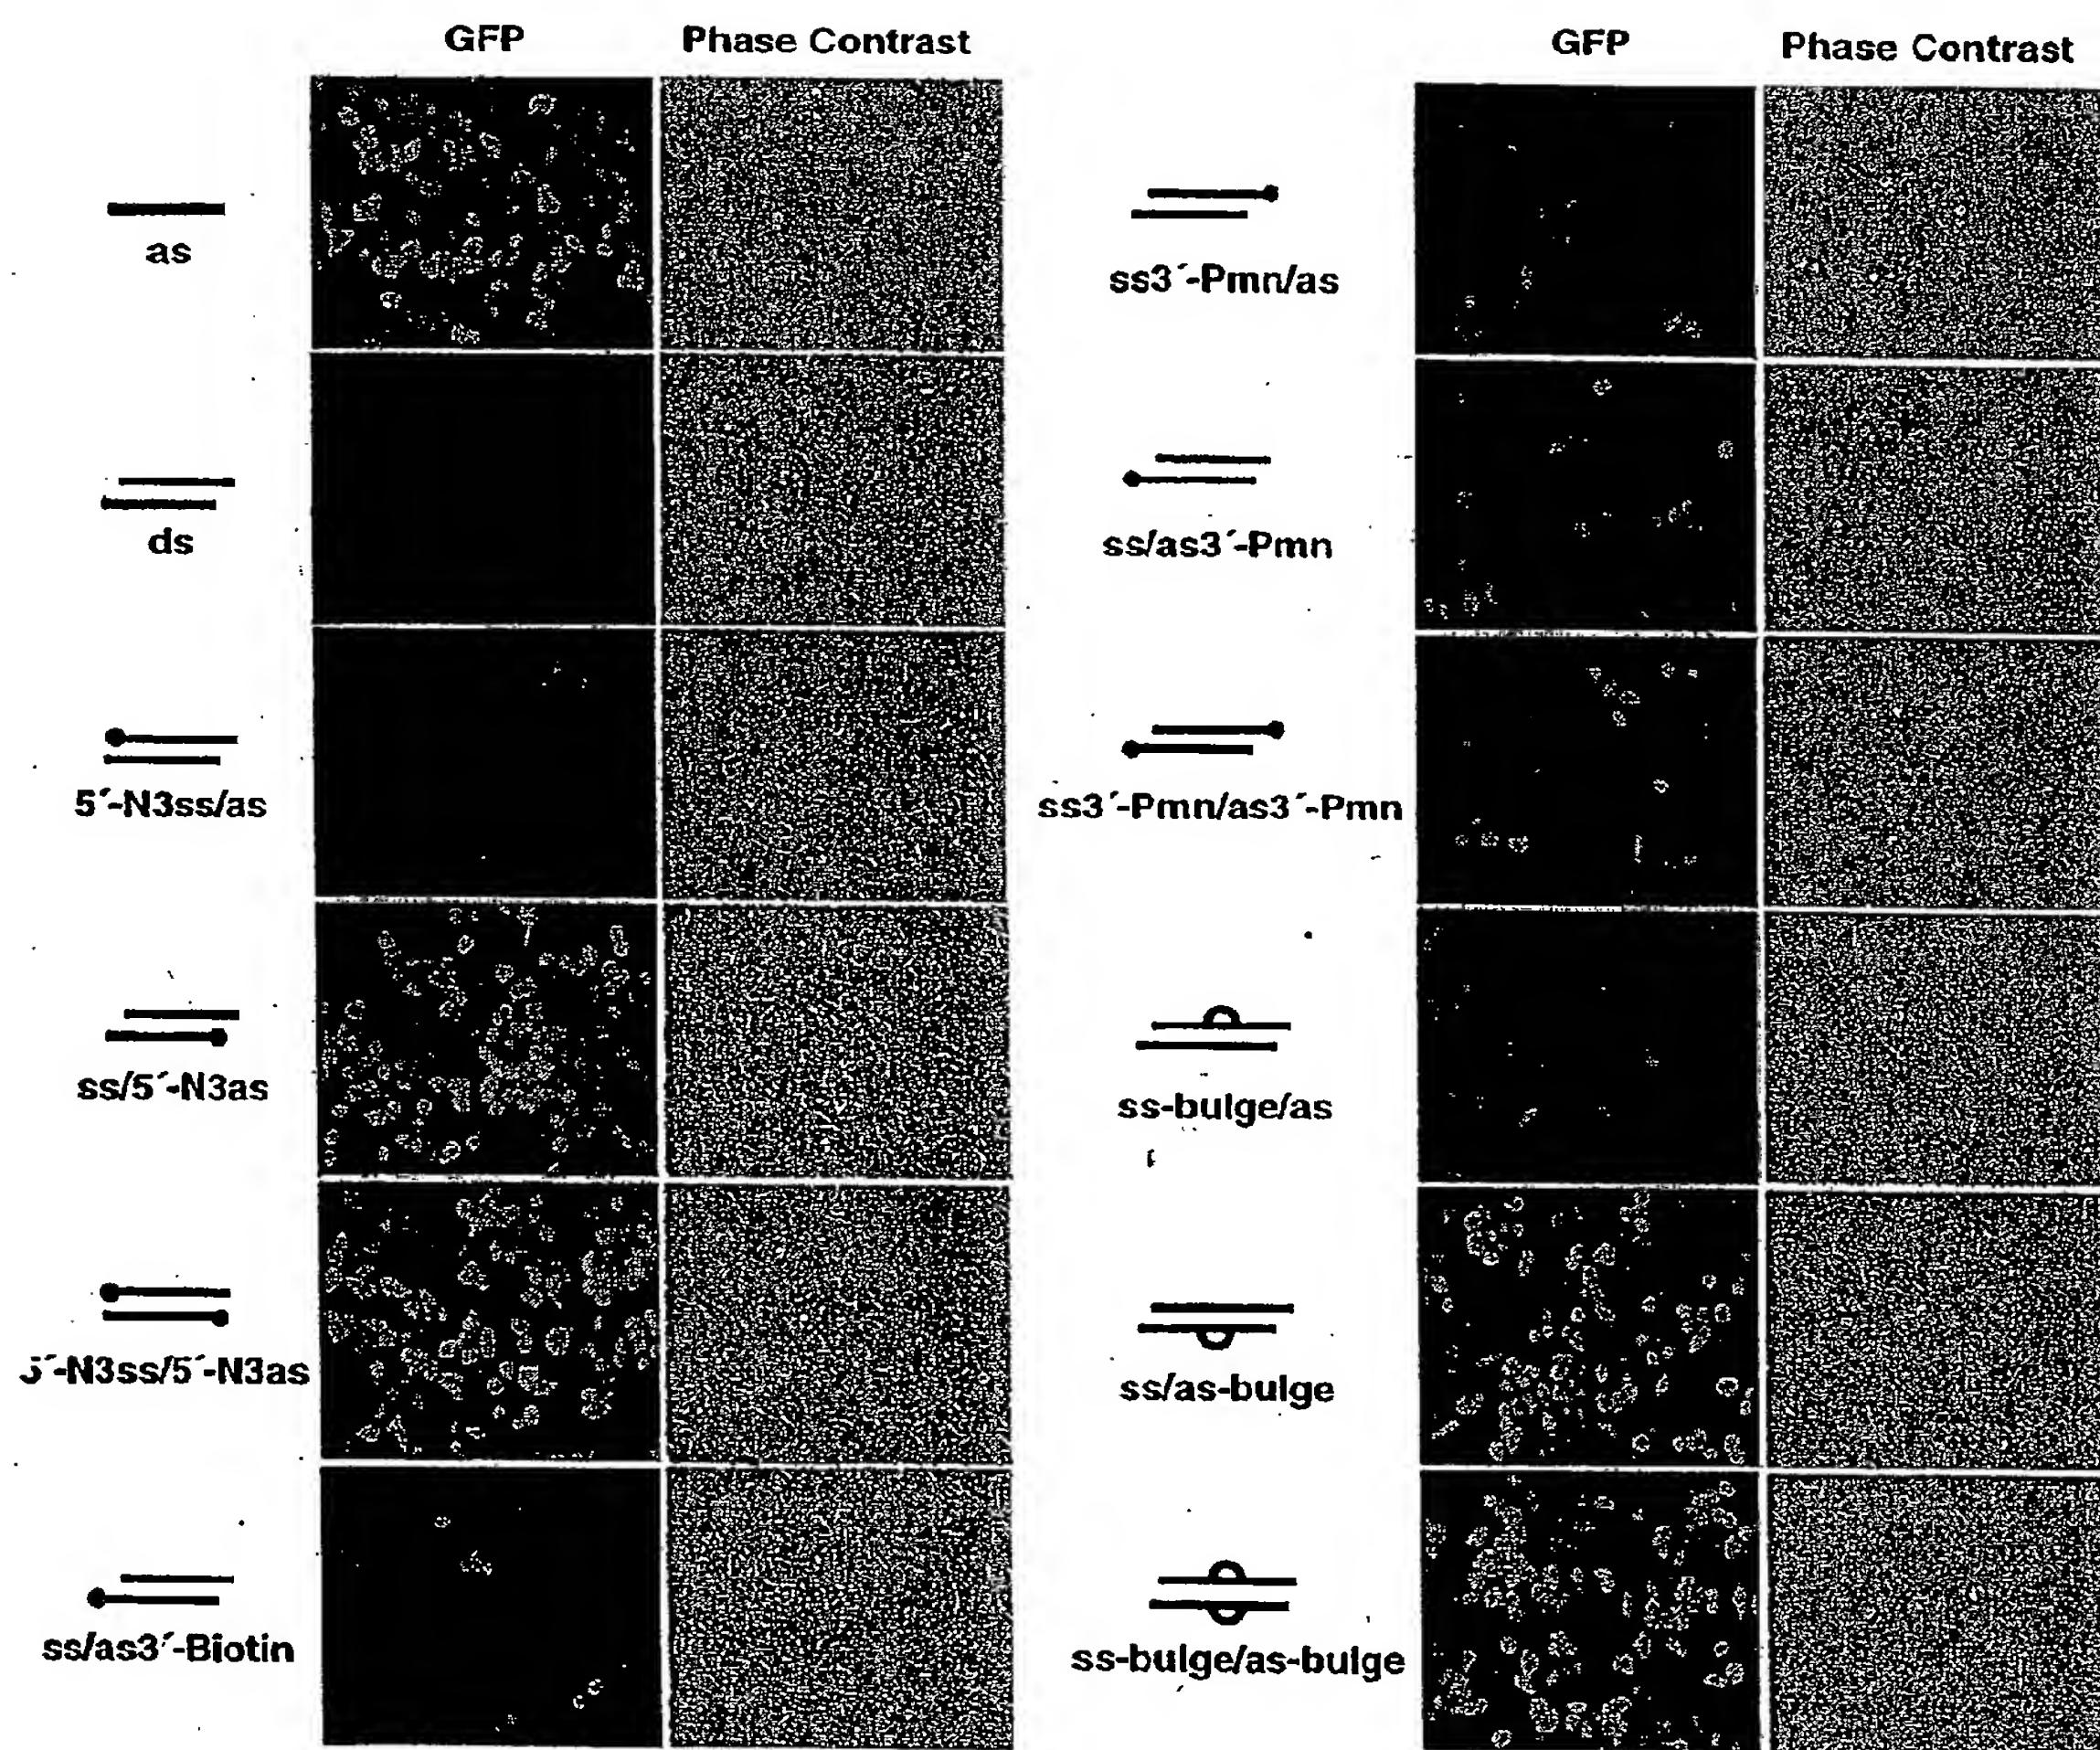 GFP Phase Contrast
as
ds
5´-N3ss/as
ss/5´-N3as
5´-N3ss/5´-N3as
ss/as3´-Biotin
GFP Phase Contrast
ss3´-Pmn/as
ss/as3´-Pmn
ss3´-Pmn/as3´-Pmn
ss-bulge/as
ss/as-bulge
ss-bulge/as-bulge